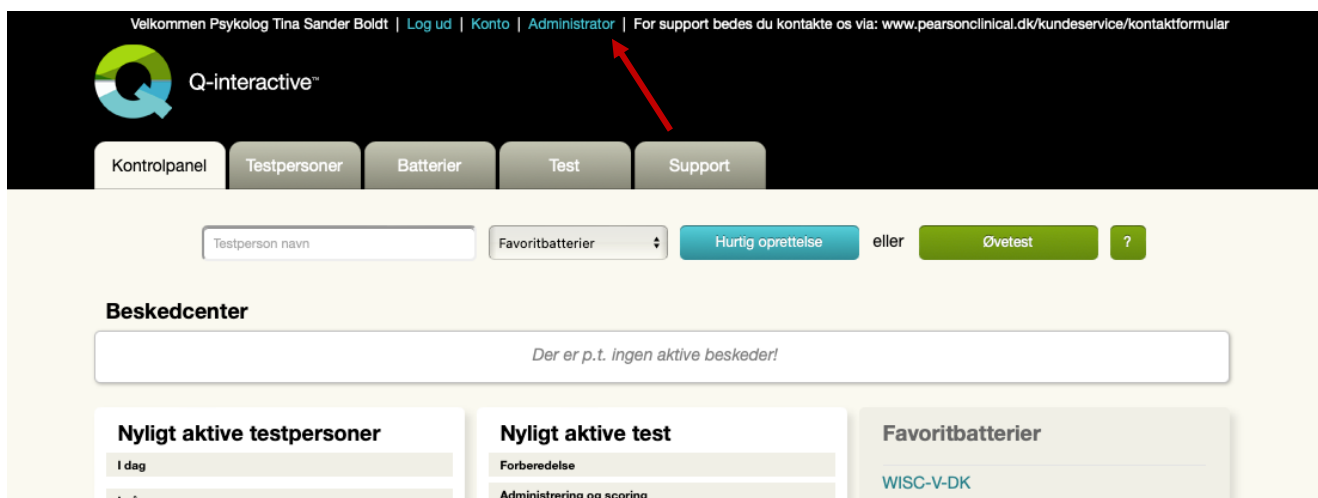 Velkommen Psykolog Tina Sander Boldt | Log ud | Konto | Administrator | For support bedes du kontakte os via: www.pearsonclinical.dk/kundeservice/kontaktformular
Q-interactive™
Kontrolpanel Testpersoner Batterier Test Support
Testperson navn Favoritbatterier Hurtig oprettelse eller Øvetest ?
Beskedcenter
Der er p.t. ingen aktive beskeder!
Nyligt aktive testpersoner Nyligt aktive test Favoritbatterier
I dag Forberedelse
WISC-V-DK
Administrering og scoring